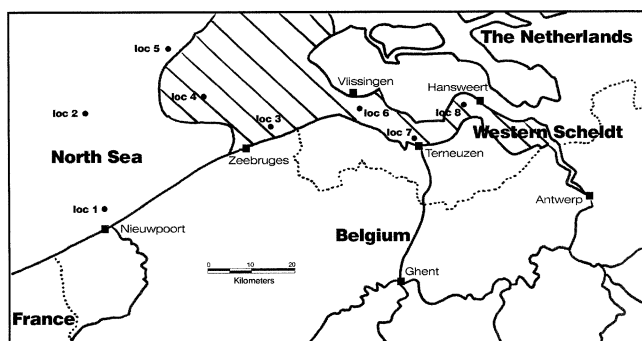 The Netherlands
loc 5
Vlissingen
Hansweert
loc 4
loc 2
loc 3
loc 6
loc 8
loc 7
Western Scheldt
North Sea
Zeebruges
Terneuzen
Antwerp
loc 1
Nieuwpoort
Belgium
0 10 20
Kilometers
Ghent
France